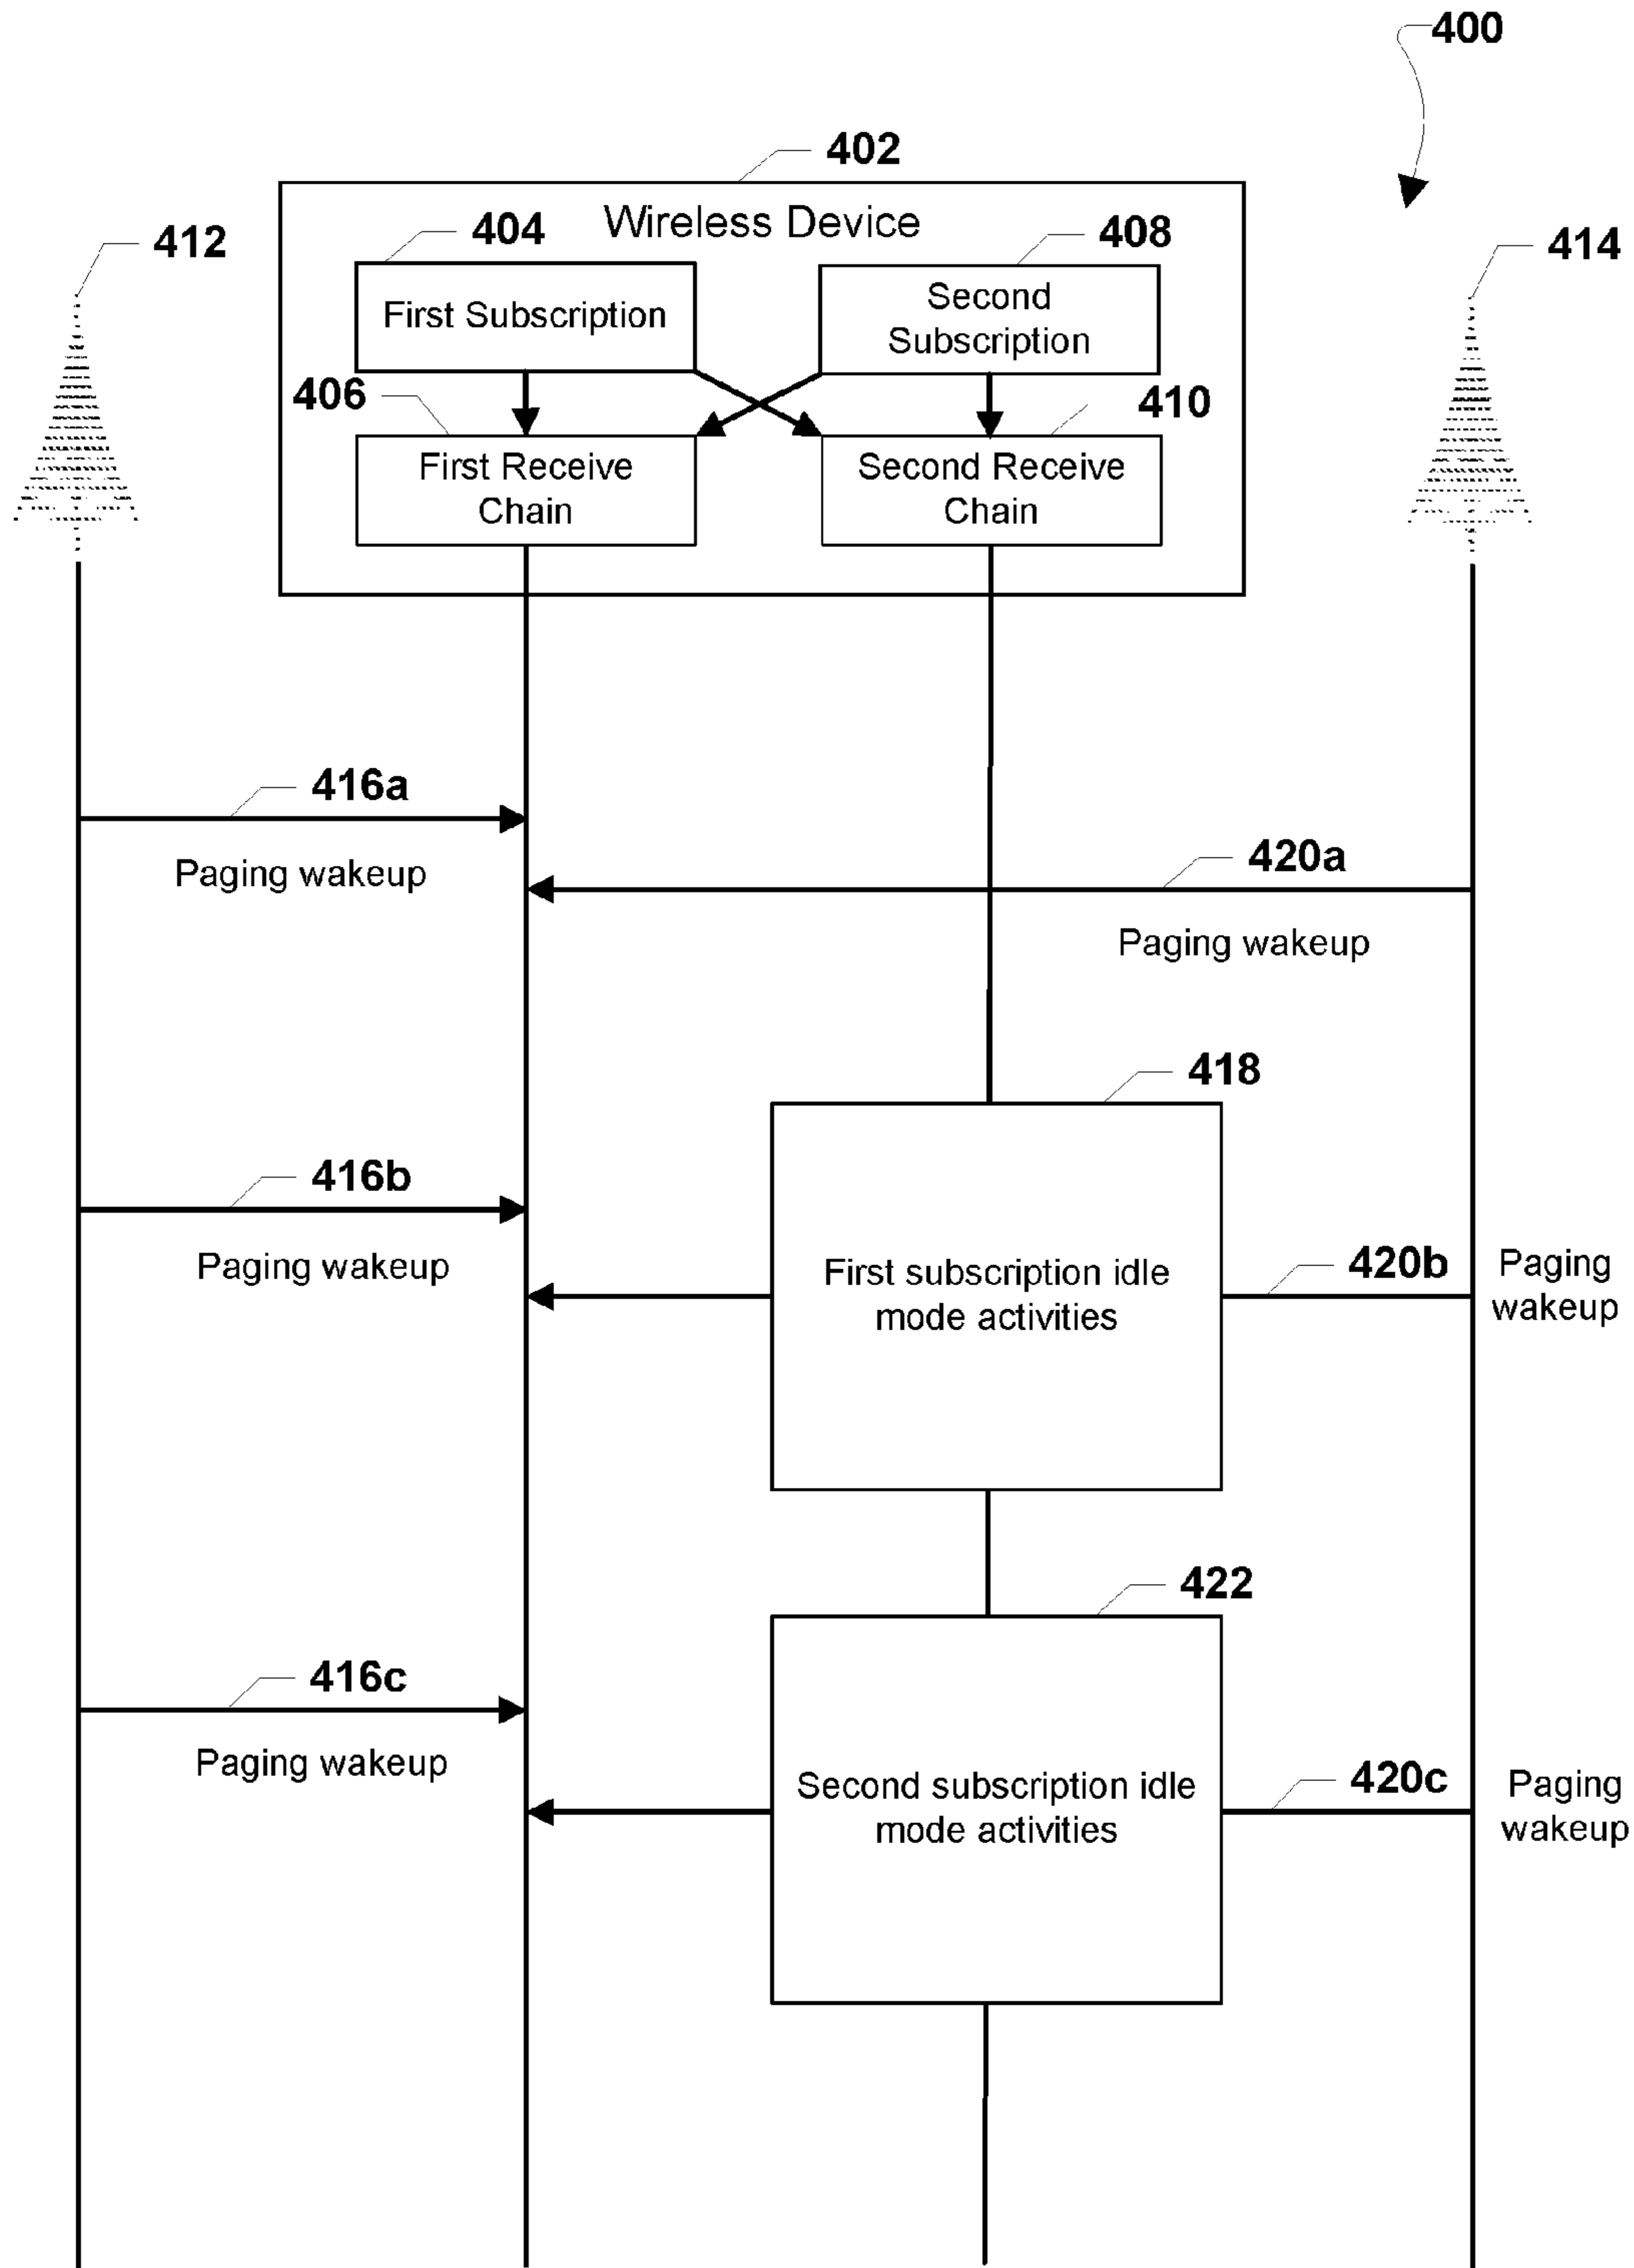 400
402
Wireless Device
412
404
408
414
First Subscription
Second
Subscription
406
410
First Receive
Chain
Second Receive
Chain
416a
Paging wakeup
420a
Paging wakeup
418
416b
Paging wakeup
First subscription idle
mode activities
420b
Paging
wakeup
422
416c
Paging wakeup
Second subscription idle
mode activities
420c
Paging
wakeup